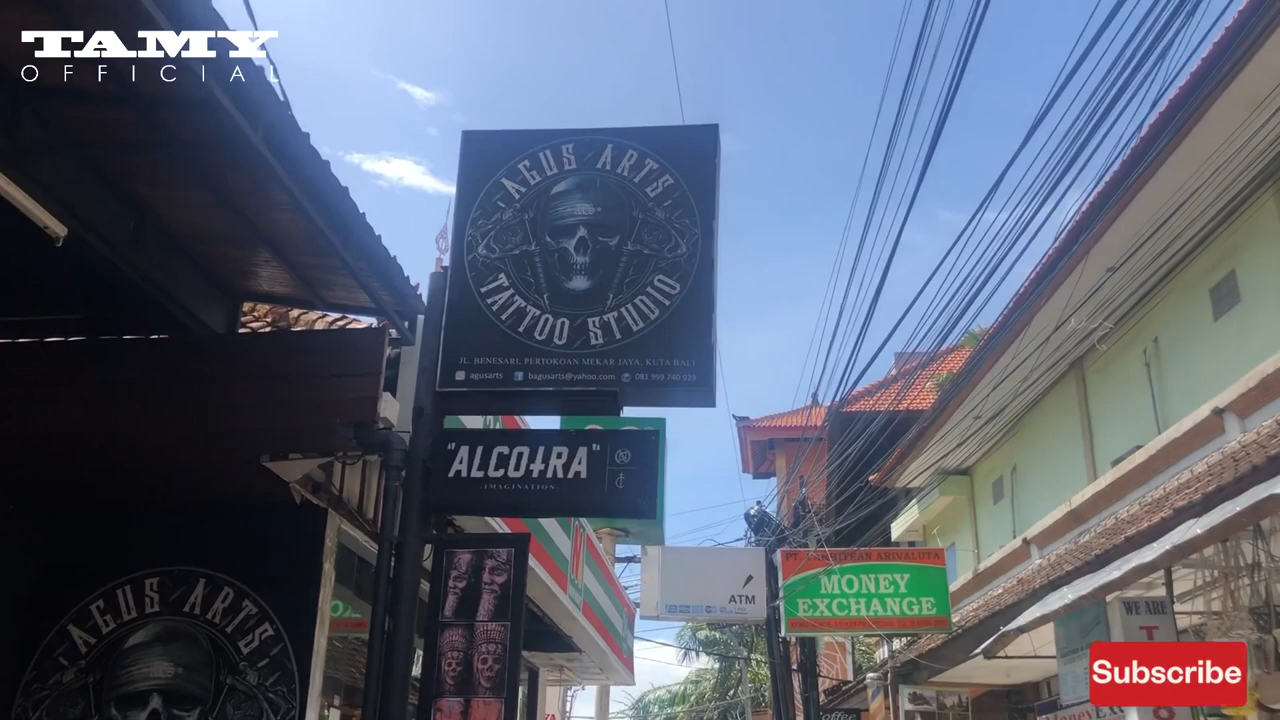 TAMY
OFFICIAL
AGUS ARTS
TATTOO STUDIO
JL. BENESARI, PERTOKOAN MEKAR JAYA, KUTA BALI
agusarts bagusarts@yahoo.com 081 999 740 929
"ALCOTRA"
IMAGINATION
ATM
MONEY
EXCHANGE
WE ARE
AGUS ARTS
Subscribe